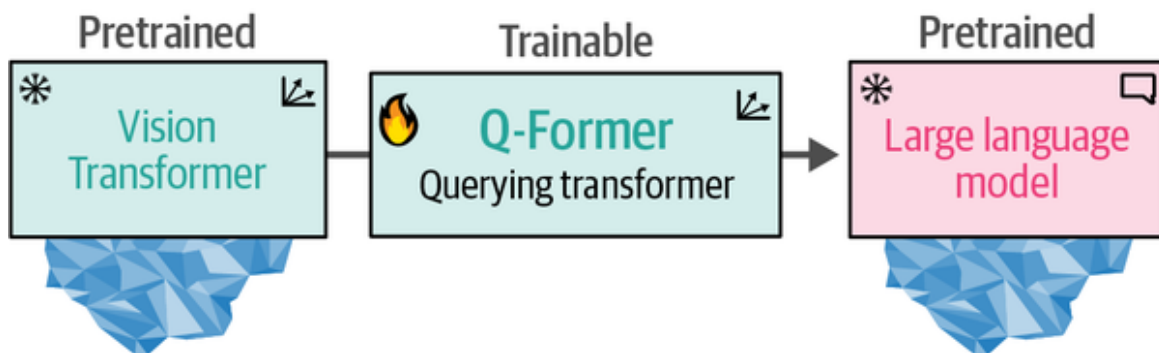 Pretrained
Trainable
Pretrained
Vision
Transformer
Q-Former
Querying transformer
Large language
model